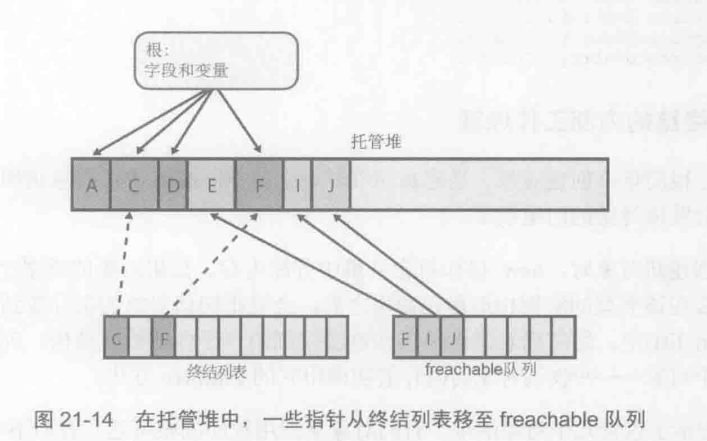 根:
字段和变量
托管堆
A C D E F I J
C F
E I J
终结列表
freachable队列
图 21-14 在托管堆中，一些指针从终结列表移至 freachable 队列